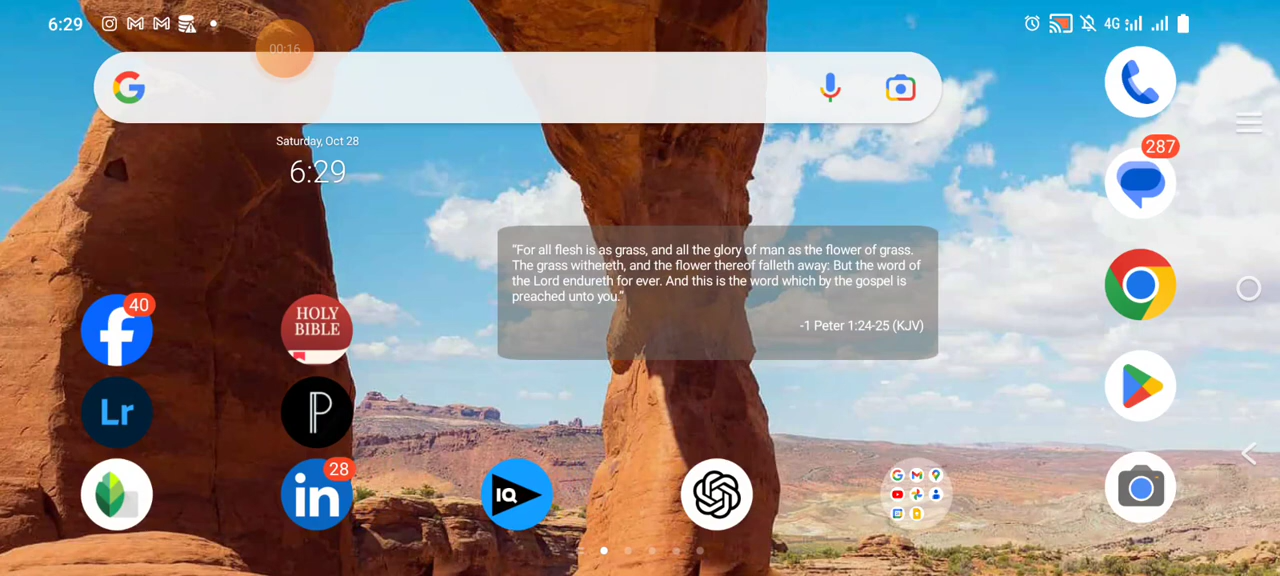 6:29
4G
00:16
Saturday, Oct 28
6:29
287
"For all flesh is as grass, and all the glory of man as the flower of grass.
The grass withereth, and the flower thereof falleth away: But the word of
the Lord endureth for ever. And this is the word which by the gospel is
preached unto you."
-1 Peter 1:24-25 (KJV)
40
HOLY
BIBLE
Lr
28
in
IQ